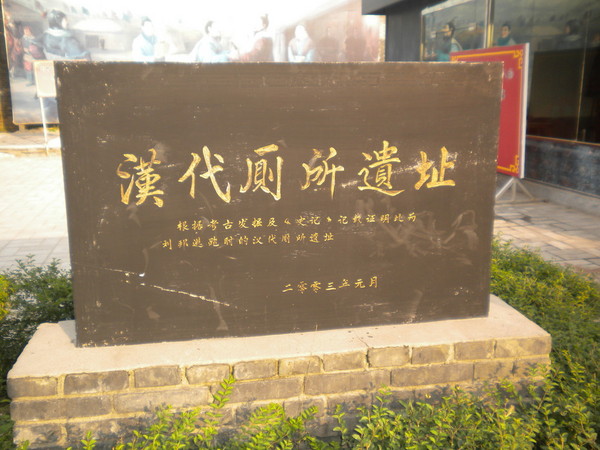 漢代厠所遺址
根据考古发掘及《史记》记载证明此为
刘邦逃跑时的汉代厕所遗址
二零零三年元月